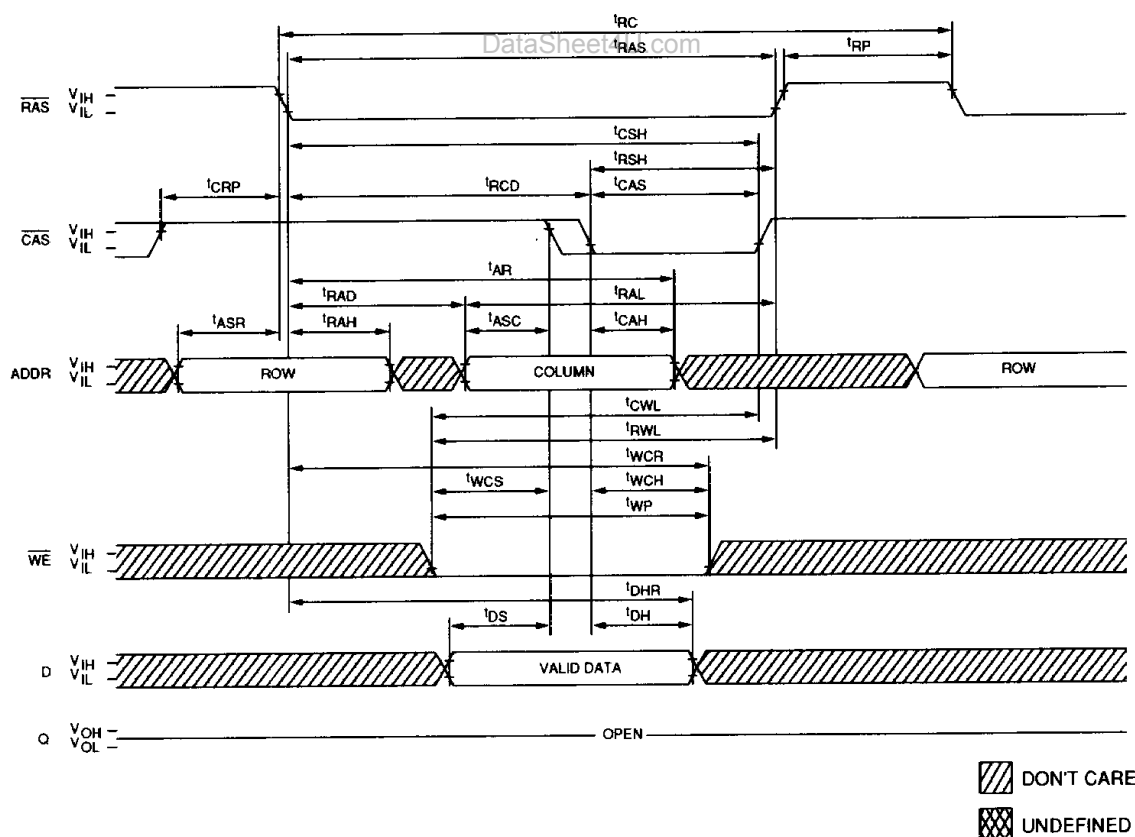 tRC
DataSheet4U.com
tRAS
tRP
RAS VIH
VIL
tCSH
tRSH
tCRP
tRCD
tCAS
CAS VIH
VIL
tAR
tRAD
tRAL
tASR
tRAH
tASC
tCAH
ADDR VIH
VIL
ROW
COLUMN
ROW
tCWL
tRWL
tWCR
tWCS
tWCH
tWP
WE VIH
VIL
tDHR
tDS
tDH
D VIH
VIL
VALID DATA
Q VOH
VOL
OPEN
DON'T CARE
UNDEFINED